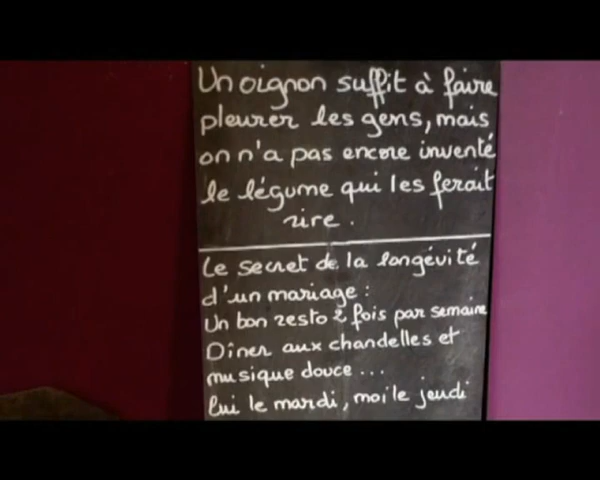 Un oignon suffit à faire
pleurer les gens, mais
on n'a pas encore inventé
le légume qui les ferait
rire.
Le secret de la longévité
d'un mariage :
Un bon resto 2 fois par semaine
Dîner aux chandelles et
musique douce ...
Lui le mardi, moi le jeudi